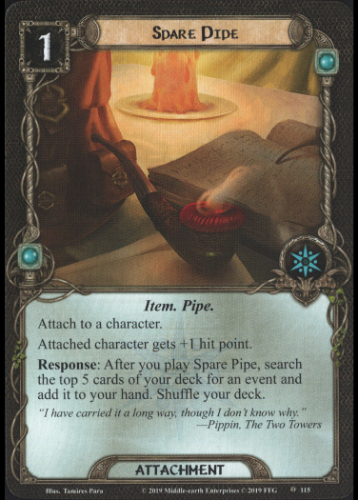 1
SPARE PIPE
Item. Pipe.
Attach to a character.
Attached character gets +1 hit point.
Response: After you play Spare Pipe, search
the top 5 cards of your deck for an event and
add it to your hand. Shuffle your deck.
"I have carried it a long way, though I don't know why."
—Pippin, The Two Towers
ATTACHMENT
Illus. Tamires Para © 2019 Middle-earth Enterprises © 2019 FFG 115